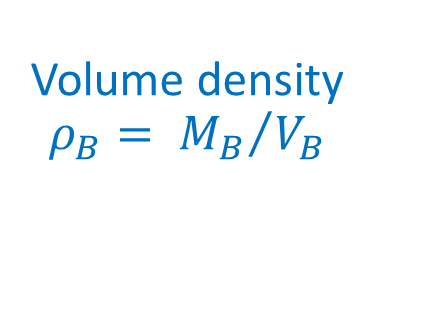 Volume density
𝜌_B = M_B/V_B